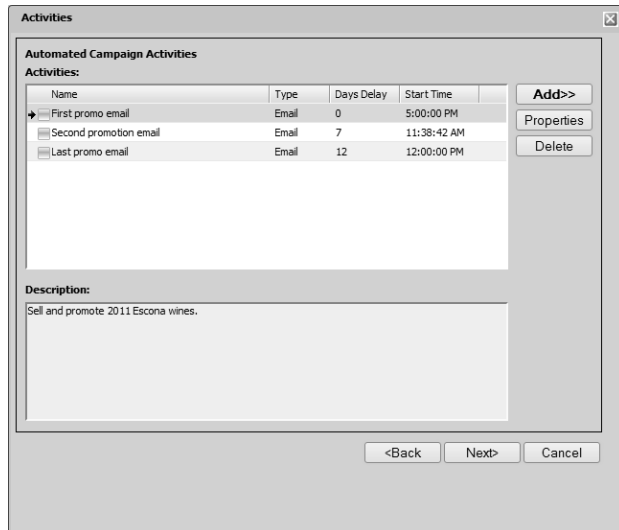 Activities
Automated Campaign Activities
Activities:
Name Type Days Delay Start Time
First promo email Email 0 5:00:00 PM
Second promotion email Email 7 11:38:42 AM
Last promo email Email 12 12:00:00 PM
Add>>
Properties
Delete
Description:
Sell and promote 2011 Escona wines.
<Back Next> Cancel